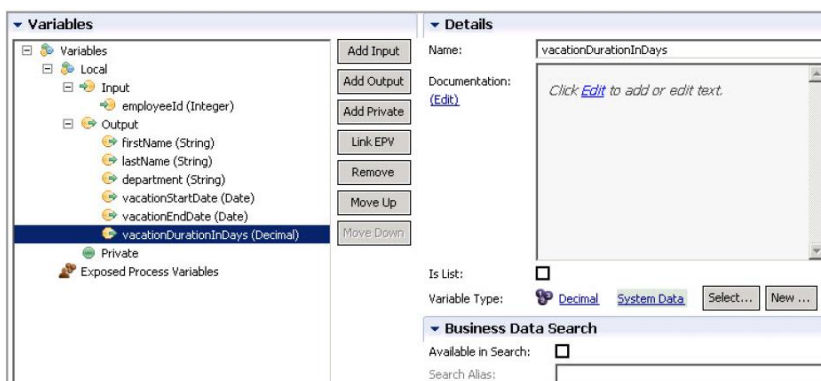 Variables
Variables
Local
Input
employeeId (Integer)
Output
firstName (String)
lastName (String)
department (String)
vacationStartDate (Date)
vacationEndDate (Date)
vacationDurationInDays (Decimal)
Private
Exposed Process Variables
Add Input
Add Output
Add Private
Link EPV
Remove
Move Up
Move Down
Details
Name: vacationDurationInDays
Documentation:
(Edit)
Click Edit to add or edit text.
Is List:
Variable Type: Decimal System Data Select... New ...
Business Data Search
Available in Search:
Search Alias: